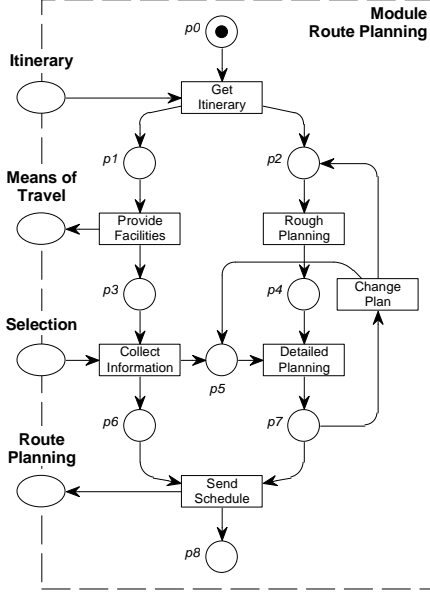 Module
Route Planning
p0
Itinerary
Get
Itinerary
p1
p2
Means of
Travel
Provide
Facilities
Rough
Planning
p3
p4
Change
Plan
Selection
Collect
Information
p5
Detailed
Planning
p6
p7
Route
Planning
Send
Schedule
p8